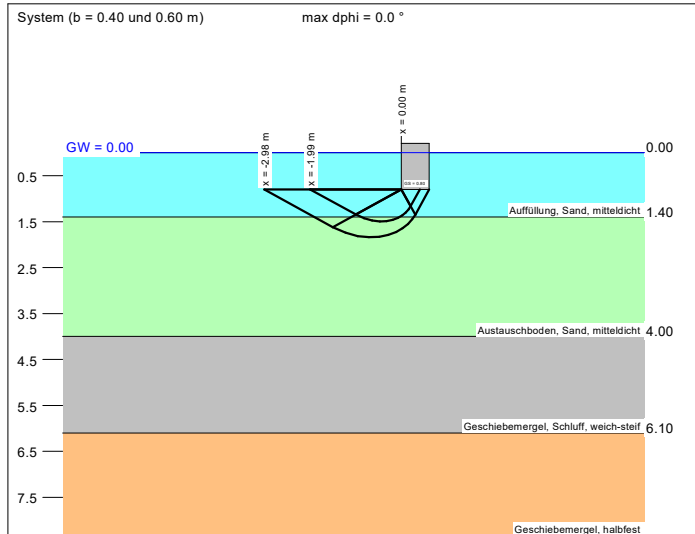 System (b = 0.40 und 0.60 m)
max dphi = 0.0 °
x = 0.00 m
x = -2.98 m
x = -1.99 m
GW = 0.00
0.00
0.5
Auffüllung, Sand, mitteldicht
1.40
1.5
2.5
3.5
Austauschboden, Sand, mitteldicht
4.00
4.5
5.5
Geschiebemergel, Schluff, weich-steif
6.10
6.5
7.5
Geschiebemergel, halbfest